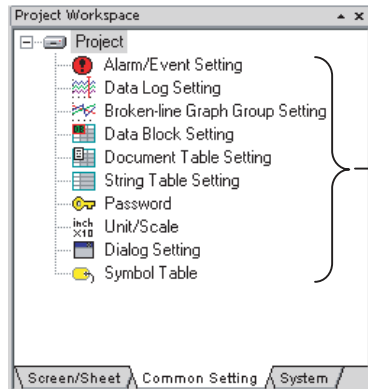 Project Workspace
Project
Alarm/Event Setting
Data Log Setting
Broken-line Graph Group Setting
Data Block Setting
Document Table Setting
String Table Setting
Password
inch
×10
Unit/Scale
Dialog Setting
Symbol Table
Screen/Sheet
Common Setting
System